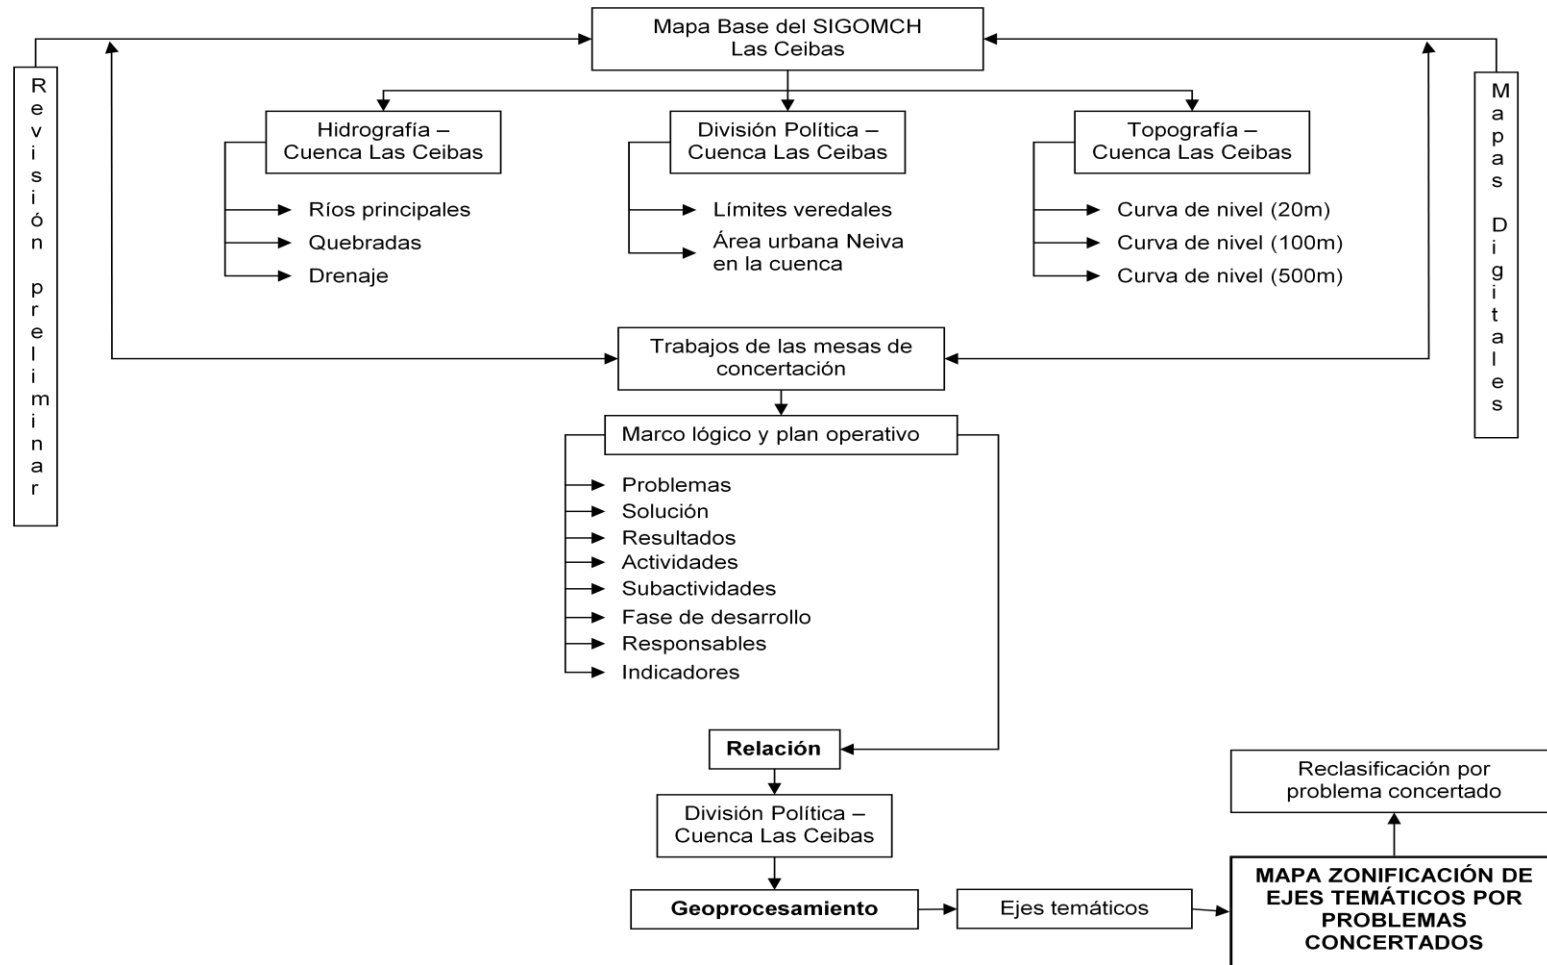 Mapa Base del SIGOMCH
Las Ceibas
Revisión preliminar
Mapas Digitales
Hidrografía –
Cuenca Las Ceibas
Ríos principales
Quebradas
Drenaje
División Política –
Cuenca Las Ceibas
Límites veredales
Área urbana Neiva
en la cuenca
Topografía –
Cuenca Las Ceibas
Curva de nivel (20m)
Curva de nivel (100m)
Curva de nivel (500m)
Trabajos de las mesas de
concertación
Marco lógico y plan operativo
Problemas
Solución
Resultados
Actividades
Subactividades
Fase de desarrollo
Responsables
Indicadores
Relación
División Política –
Cuenca Las Ceibas
Geoprocesamiento
Ejes temáticos
MAPA ZONIFICACIÓN DE
EJES TEMÁTICOS POR
PROBLEMAS
CONCERTADOS
Reclasificación por
problema concertado